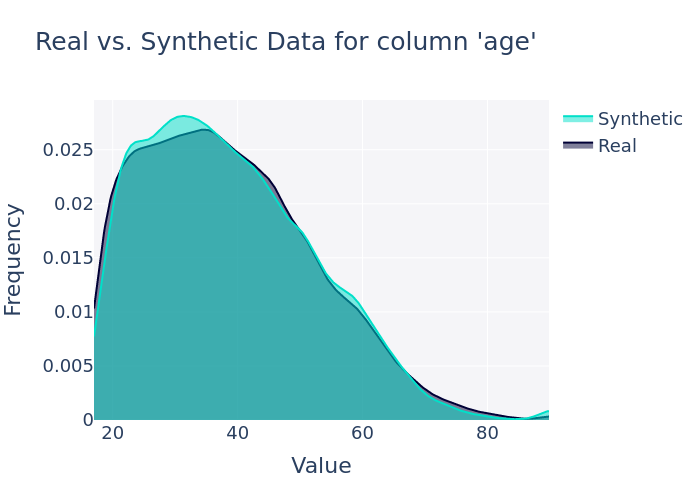 Real vs. Synthetic Data for column 'age'
Synthetic
Real
Frequency
0.025
0.02
0.015
0.01
0.005
0
20
40
60
80
Value